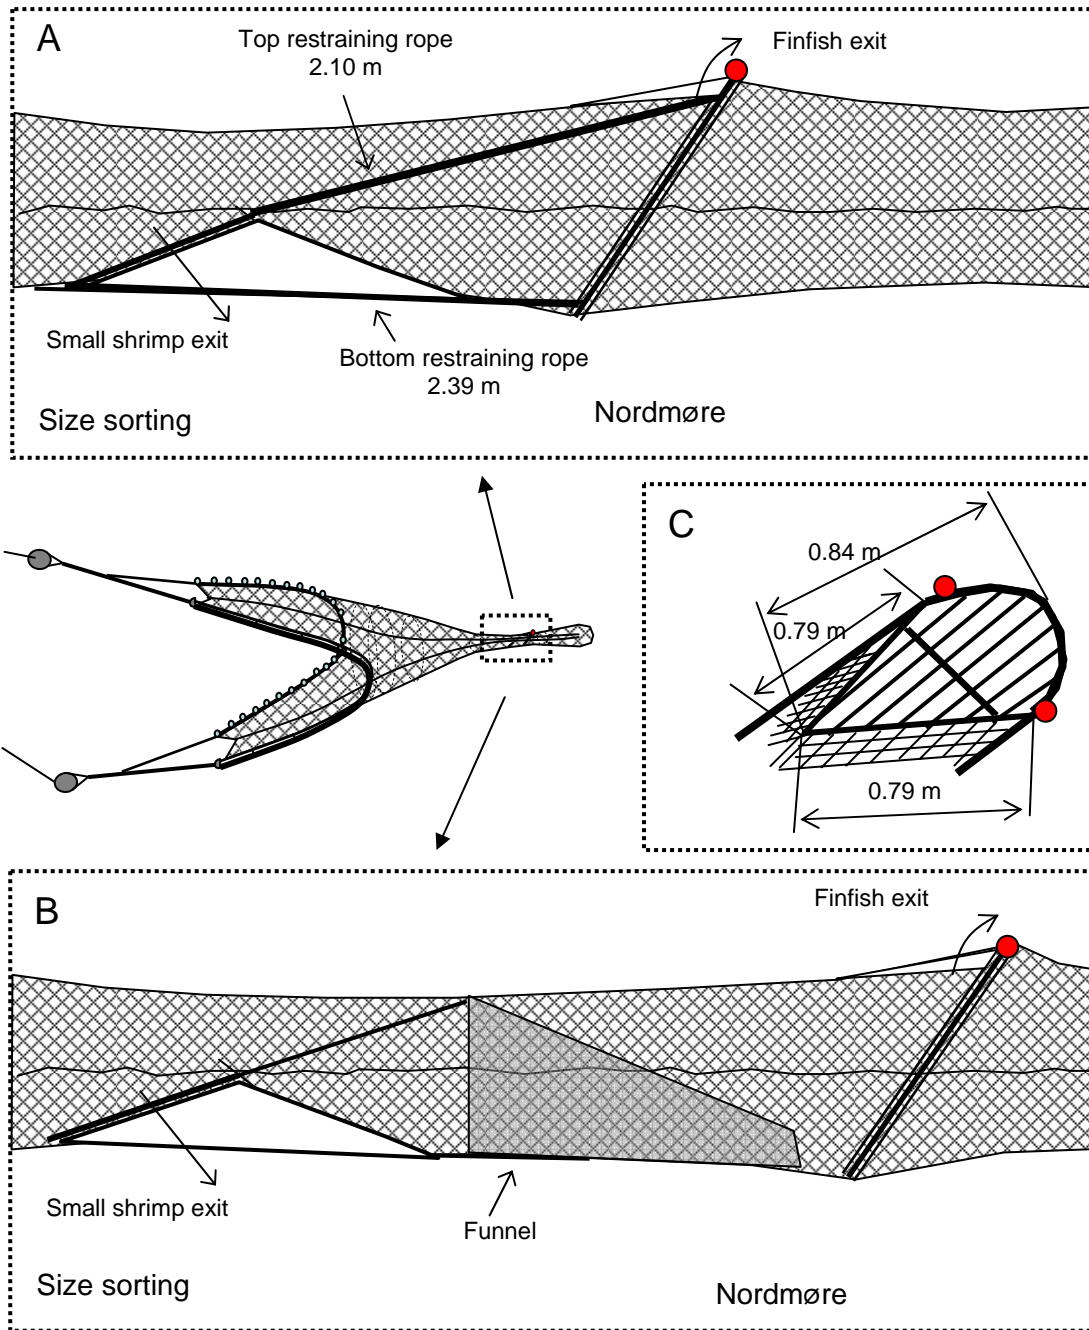 A
Top restraining rope
2.10 m
Finfish exit
Small shrimp exit
Bottom restraining rope
2.39 m
Size sorting
Nordmøre
C
0.84 m
0.79 m
0.79 m
B
Finfish exit
Small shrimp exit
Funnel
Size sorting
Nordmøre